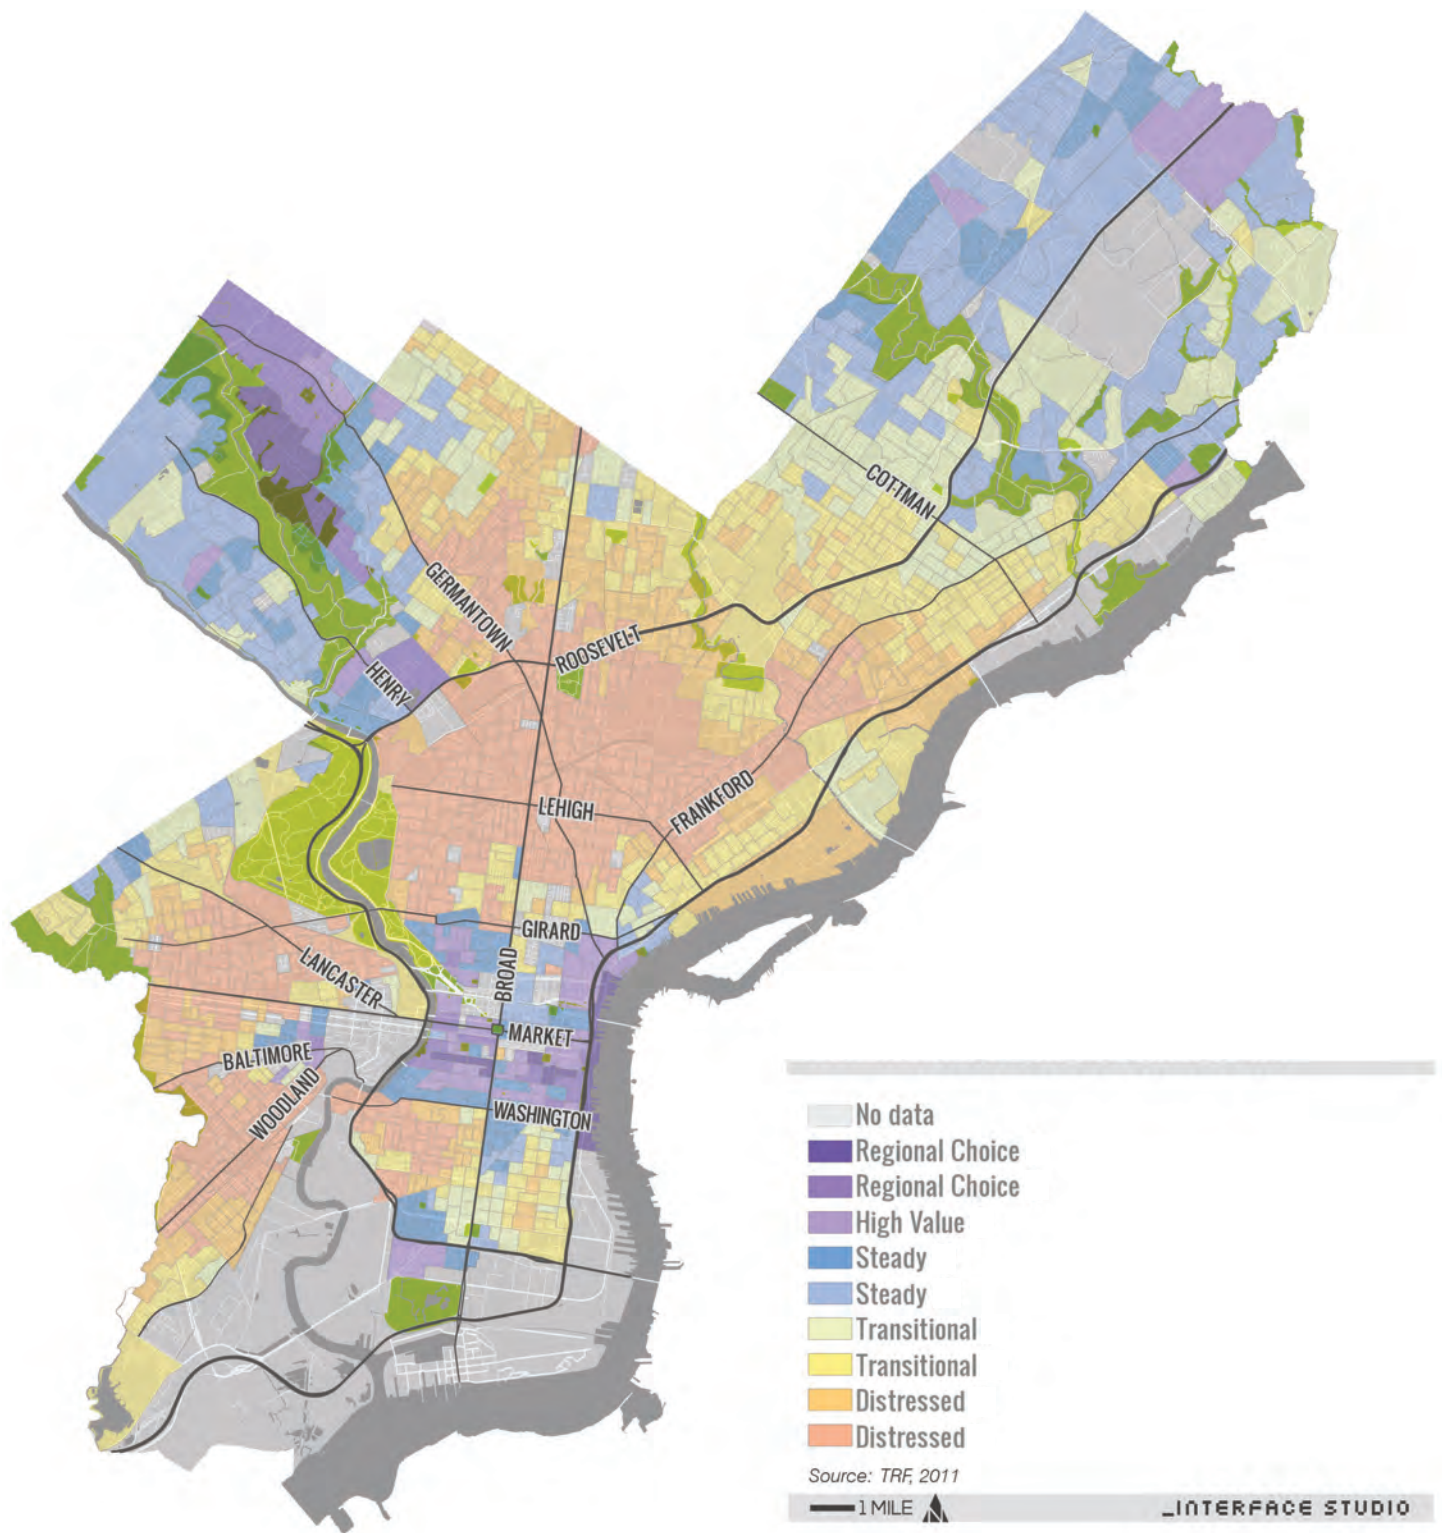 COTTMAN
GERMANTOWN
ROOSEVELT
HENRY
LEHIGH
FRANKFORD
GIRARD
LANCASTER
BROAD
MARKET
BALTIMORE
WOODLAND
WASHINGTON
No data
Regional Choice
Regional Choice
High Value
Steady
Steady
Transitional
Transitional
Distressed
Distressed
Source: TRF, 2011
1 MILE
_INTERFACE STUDIO